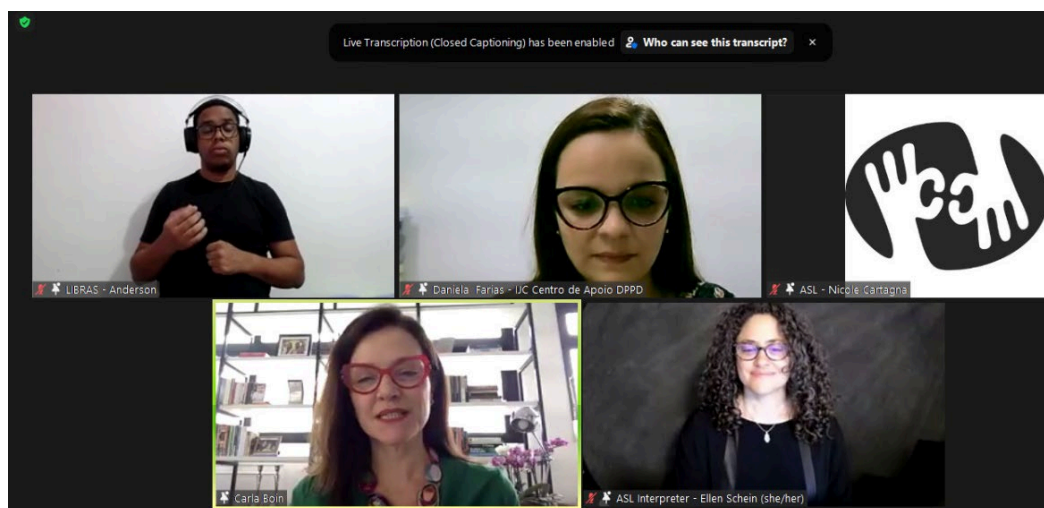 Live Transcription (Closed Captioning) has been enabled Who can see this transcript?
LIBRAS - Anderson
Daniela Farias - IJC Centro de Apoio DPPD
ASL - Nicole Cartagna
Carla Boin
ASL Interpreter - Ellen Schein (she/her)